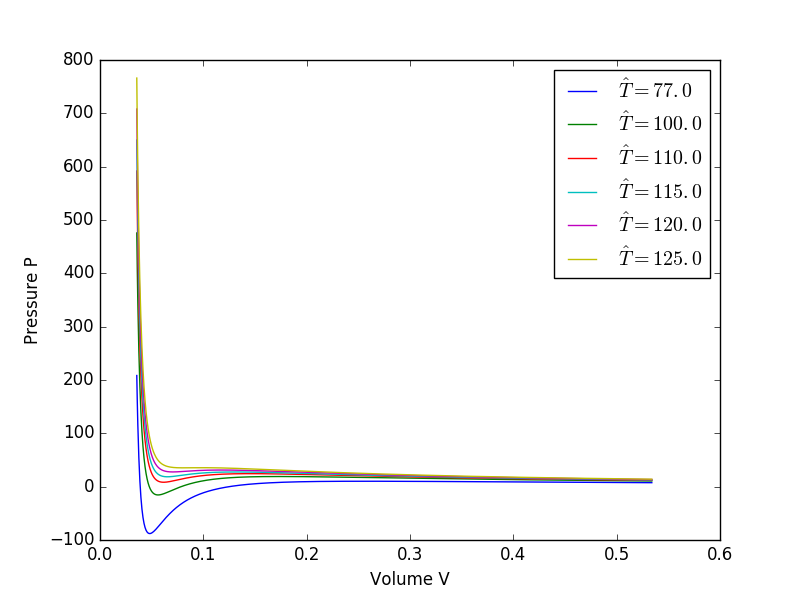 800
700
600
500
400
300
200
100
0
−100
0.0 0.1 0.2 0.3 0.4 0.5 0.6
Pressure P
Volume V
T̂ = 77.0
T̂ = 100.0
T̂ = 110.0
T̂ = 115.0
T̂ = 120.0
T̂ = 125.0